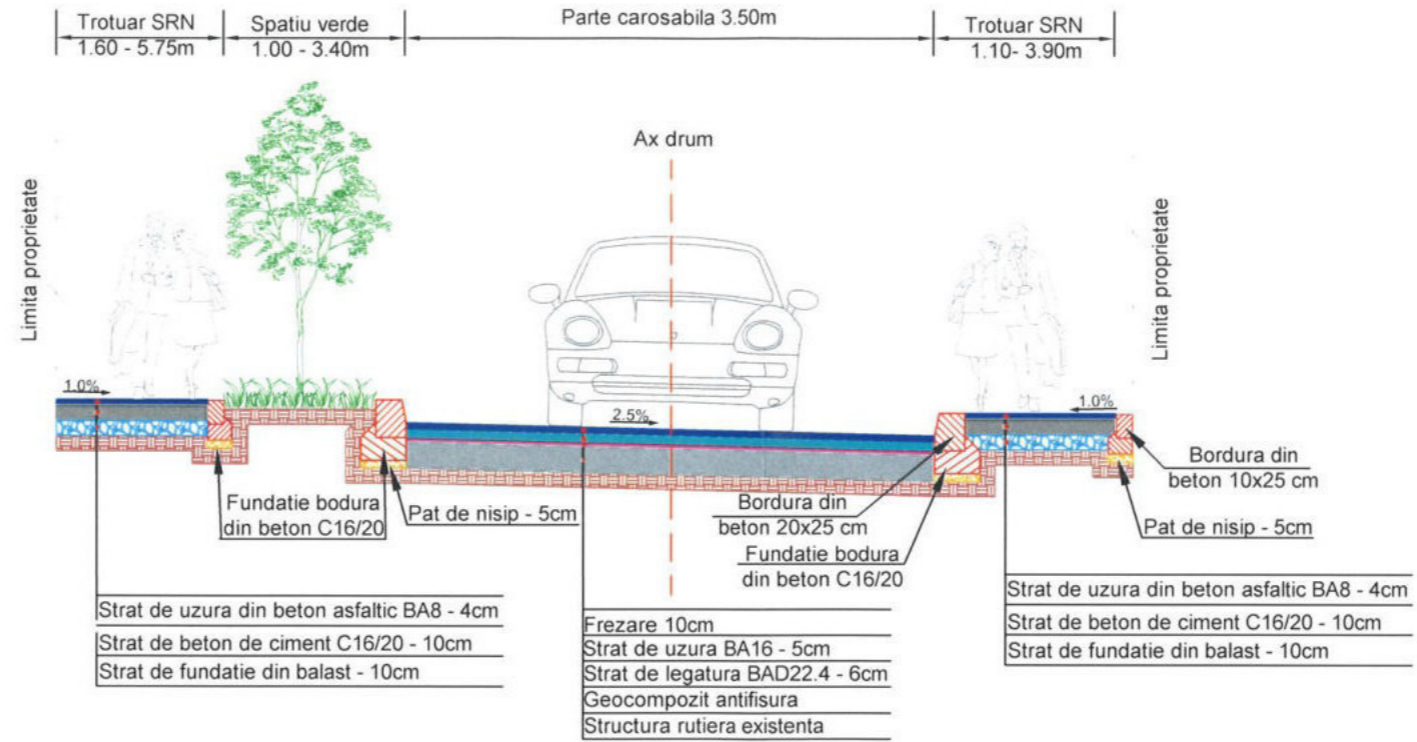 Trotuar SRN
1.60 - 5.75m
Spatiu verde
1.00 - 3.40m
Parte carosabila 3.50m
Trotuar SRN
1.10- 3.90m
Ax drum
Limita proprietate
Limita proprietate
1.0%
2.5%
1.0%
Fundatie bodura
din beton C16/20
Pat de nisip - 5cm
Bordura din
beton 20x25 cm
Fundatie bodura
din beton C16/20
Bordura din
beton 10x25 cm
Pat de nisip - 5cm
Strat de uzura din beton asfaltic BA8 - 4cm
Strat de beton de ciment C16/20 - 10cm
Strat de fundatie din balast - 10cm
Frezare 10cm
Strat de uzura BA16 - 5cm
Strat de legatura BAD22.4 - 6cm
Geocompozit antifisura
Structura rutiera existenta
Strat de uzura din beton asfaltic BA8 - 4cm
Strat de beton de ciment C16/20 - 10cm
Strat de fundatie din balast - 10cm